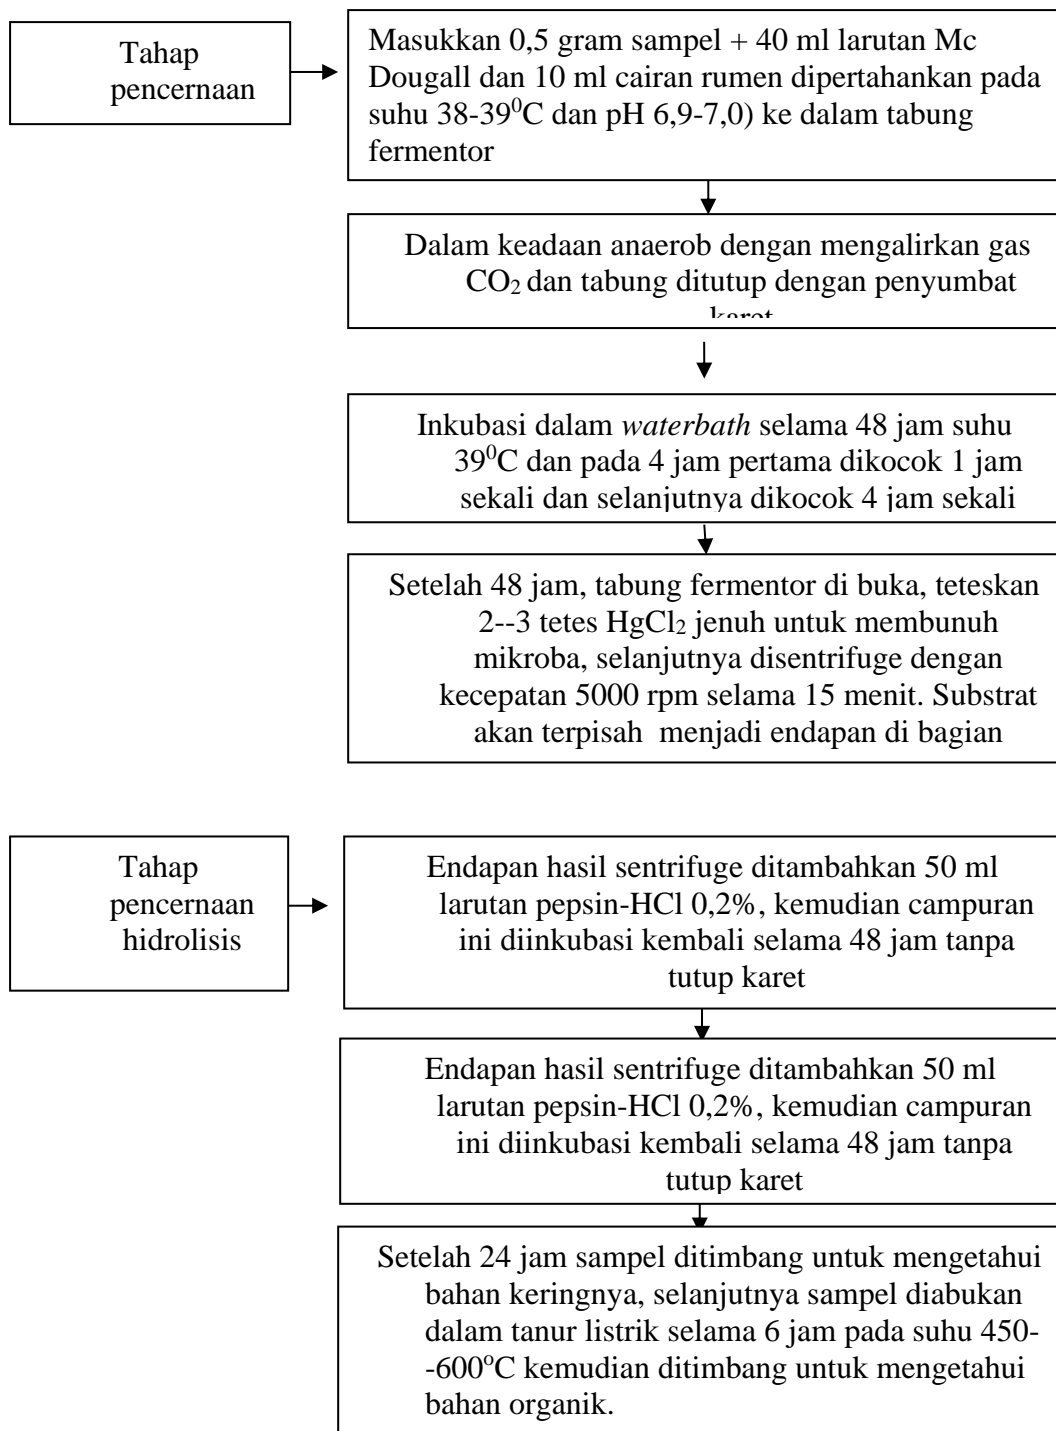 Tahap
pencernaan
Masukkan 0,5 gram sampel + 40 ml larutan Mc
Dougall dan 10 ml cairan rumen dipertahankan pada
suhu 38-39⁰C dan pH 6,9-7,0) ke dalam tabung
fermentor
Dalam keadaan anaerob dengan mengalirkan gas
CO₂ dan tabung ditutup dengan penyumbat
karet
Inkubasi dalam waterbath selama 48 jam suhu
39⁰C dan pada 4 jam pertama dikocok 1 jam
sekali dan selanjutnya dikocok 4 jam sekali
Setelah 48 jam, tabung fermentor di buka, teteskan
2--3 tetes HgCl₂ jenuh untuk membunuh
mikroba, selanjutnya disentrifuge dengan
kecepatan 5000 rpm selama 15 menit. Substrat
akan terpisah  menjadi endapan di bagian
Tahap
pencernaan
hidrolisis
Endapan hasil sentrifuge ditambahkan 50 ml
larutan pepsin-HCl 0,2%, kemudian campuran
ini diinkubasi kembali selama 48 jam tanpa
tutup karet
Endapan hasil sentrifuge ditambahkan 50 ml
larutan pepsin-HCl 0,2%, kemudian campuran
ini diinkubasi kembali selama 48 jam tanpa
tutup karet
Setelah 24 jam sampel ditimbang untuk mengetahui
bahan keringnya, selanjutnya sampel diabukan
dalam tanur listrik selama 6 jam pada suhu 450-
-600°C kemudian ditimbang untuk mengetahui
bahan organik.